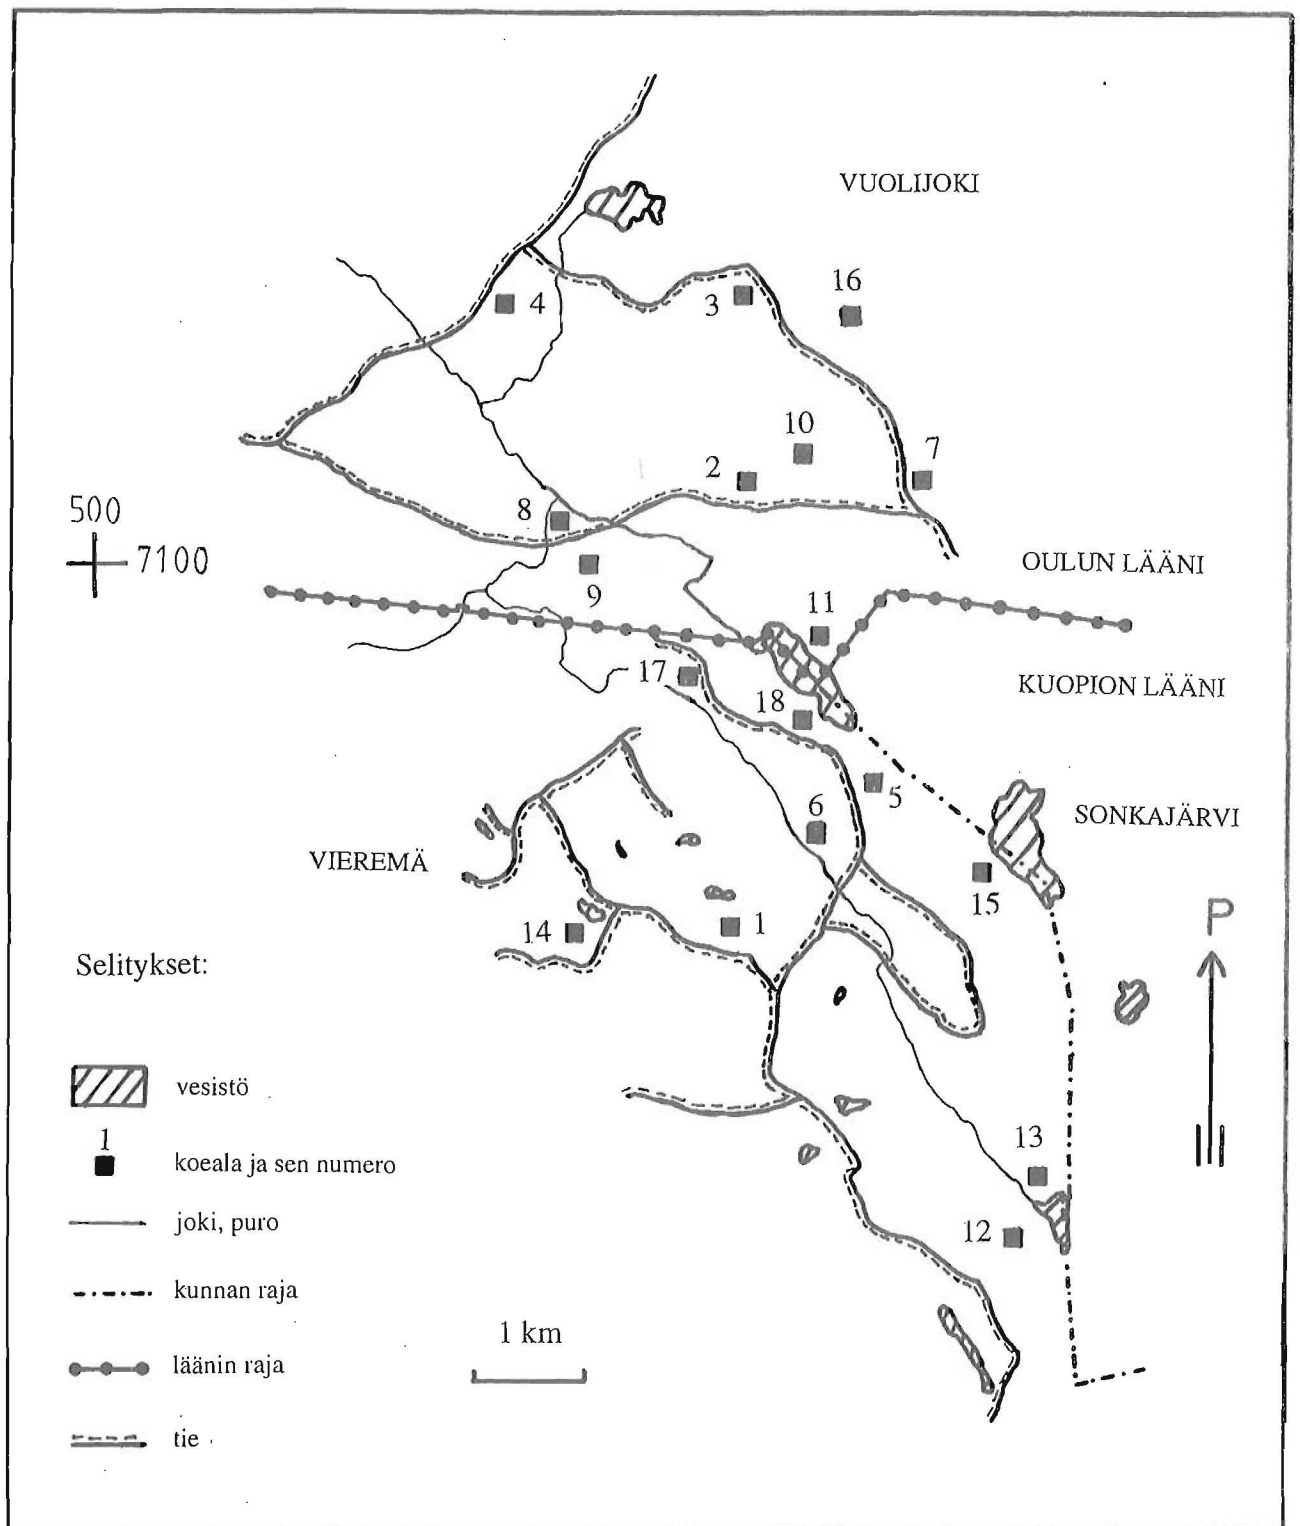 VUOLIJOKI
16
4
3
10
2
7
500
8
7100
OULUN LÄÄNI
9
11
17
KUOPION LÄÄNI
18
5
6
SONKAJÄRVI
VIEREMÄ
15
14
1
P
Selitykset:
vesistö
1
koeala ja sen numero
13
joki, puro
12
kunnan raja
1 km
läänin raja
tie